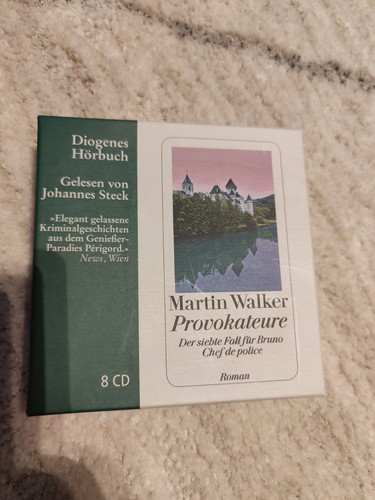 Diogenes
Hörbuch
Gelesen von
Johannes Steck
»Elegant gelassene
Kriminalgeschichten
aus dem Genießer-
Paradies Périgord.«
News, Wien
8 CD
Martin Walker
Provokateure
Der siebte Fall für Bruno
Chef de police
Roman